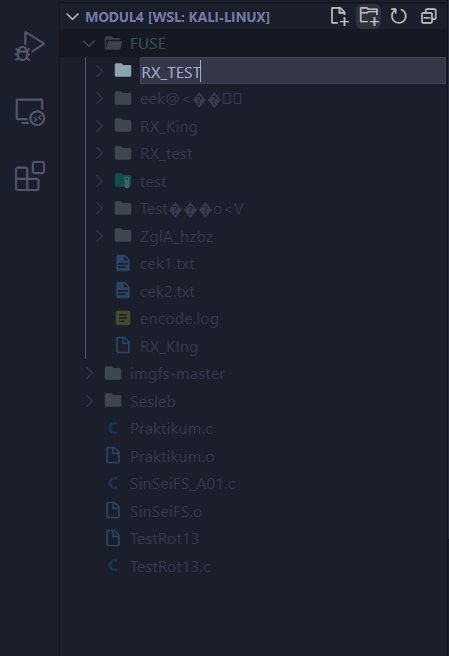 MODUL4 [WSL: KALI-LINUX]
FUSE
RX_TEST
eek@<��▯▯
RX_King
RX_test
test
Test���o<V
ZglA_hzbz
cek1.txt
cek2.txt
encode.log
RX_KIng
imgfs-master
Sesleb
Praktikum.c
Praktikum.o
SinSeiFS_A01.c
SinSeiFS.o
TestRot13
TestRot13.c